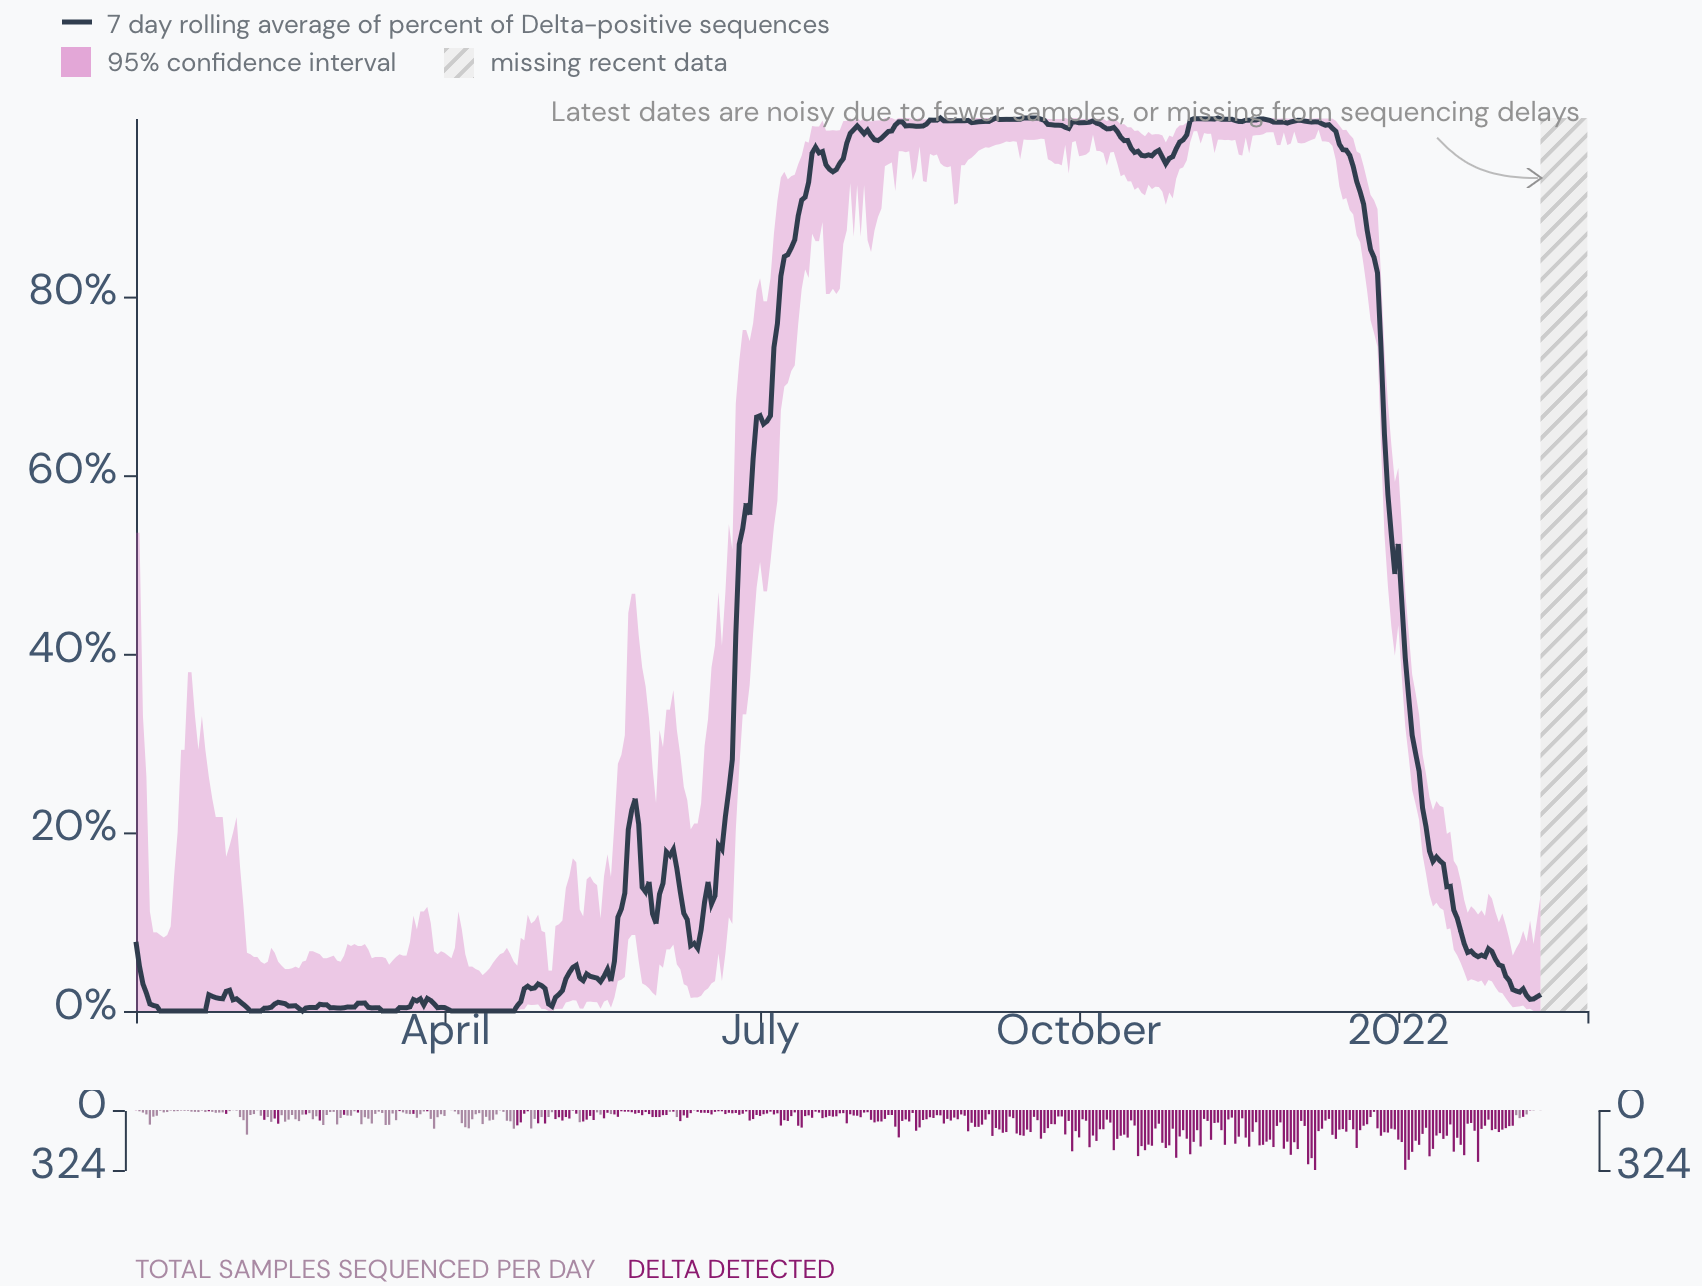 7 day rolling average of percent of Delta-positive sequences
95% confidence interval missing recent data
Latest dates are noisy due to fewer samples, or missing from sequencing delays.
80%
60%
40%
20%
0%
April July October 2022
0 0
324 324
TOTAL SAMPLES SEQUENCED PER DAY DELTA DETECTED